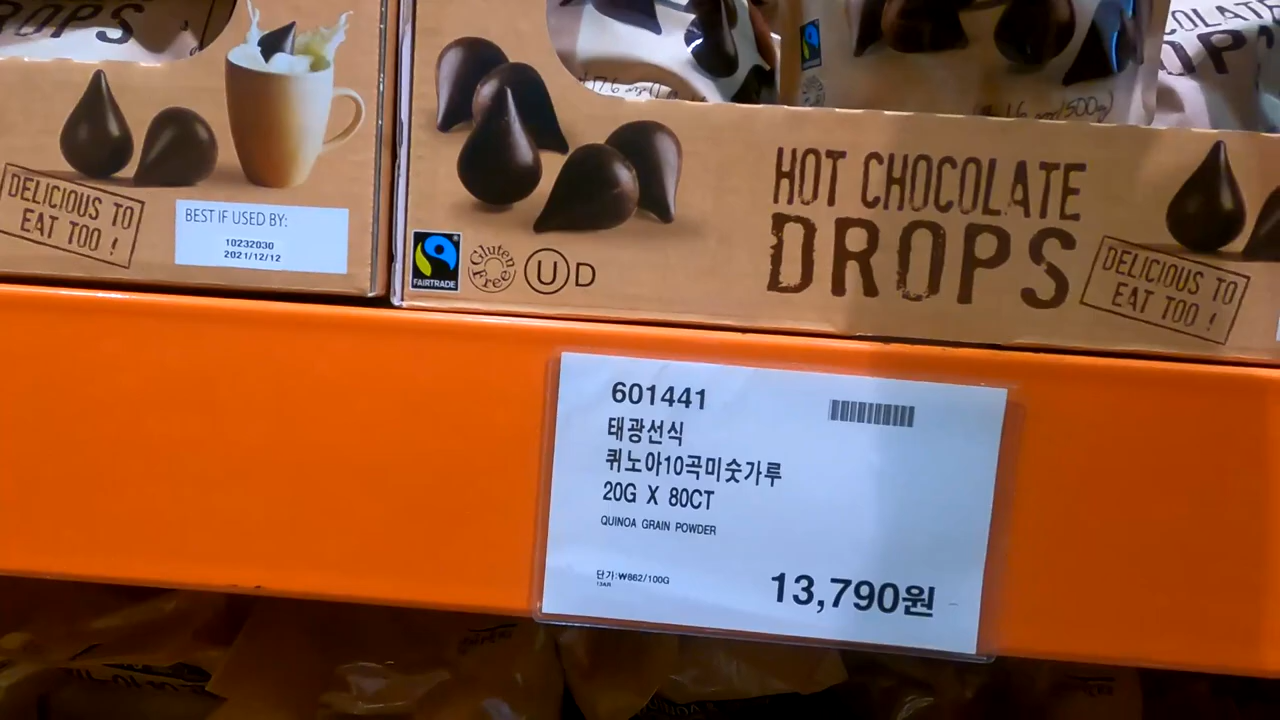 DROPS
DELICIOUS TO
EAT TOO !
BEST IF USED BY:
10232030
2021/12/12
FAIRTRADE
Gluten
Free
U D
HOT CHOCOLATE
DROPS
DELICIOUS TO
EAT TOO !
601441
태광선식
퀴노아10곡미숫가루
20G X 80CT
QUINOA GRAIN POWDER
단가:₩862/100G
13,790원